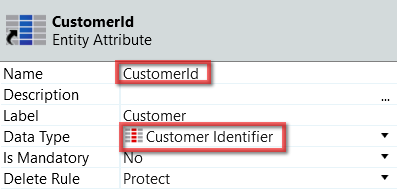 CustomerId
Entity Attribute
Name CustomerId
Description ...
Label Customer
Data Type Customer Identifier
Is Mandatory No
Delete Rule Protect